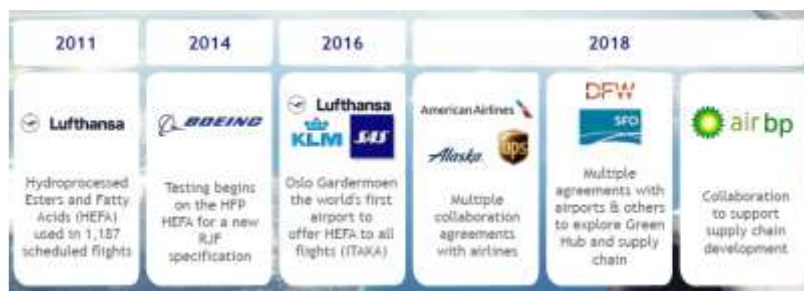 2011
2014
2016
2018
Lufthansa
Hydroprocessed
Esters and Fatty
Acids (HEFA)
used in 1,187
scheduled flights
BOEING
Testing begins
on the HFP
HEFA for a new
RJF
specification
Lufthansa
KLM SAS
Oslo Gardermoen
the world's first
airport to
offer HEFA to all
flights (ITAKA)
American Airlines
Alaska ups
Multiple
collaboration
agreements
with airlines
DFW
SFO
Multiple
agreements with
airports & others
to explore Green
Hub and supply
chain
air bp
Collaboration
to support
supply chain
development